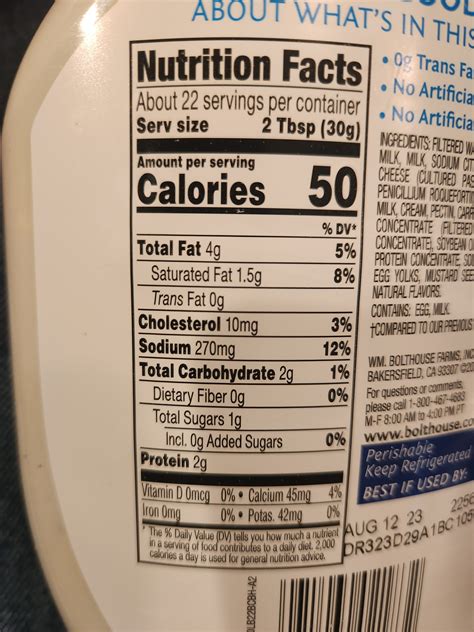 ABOUT WHAT'S IN THIS
• 0g Trans Fa
• No Artificia
• No Artificia
Nutrition Facts
About 22 servings per container
Serv size 2 Tbsp (30g)
Amount per serving
Calories 50
% DV*
Total Fat 4g 5%
Saturated Fat 1.5g 8%
Trans Fat 0g
Cholesterol 10mg 3%
Sodium 270mg 12%
Total Carbohydrate 2g 1%
Dietary Fiber 0g 0%
Total Sugars 1g
Incl. 0g Added Sugars 0%
Protein 2g
Vitamin D 0mcg 0% • Calcium 45mg 4%
Iron 0mg 0% • Potas. 42mg 0%
* The % Daily Value (DV) tells you how much a nutrient
in a serving of food contributes to a daily diet. 2,000
calories a day is used for general nutrition advice.
INGREDIENTS: FILTERED WA
MILK, MILK, SODIUM CIT
CHEESE (CULTURED PAS
PENICILLIUM ROQUEFORTI
MILK, CREAM, PECTIN,
CONCENTRATE (FILTERED
CONCENTRATE), SOYBEAN O
PROTEIN CONCENTRATE,
EGG YOLKS, MUSTARD SEE
NATURAL FLAVORS.
CONTAINS: EGG, MILK.
†COMPARED TO OUR PREVIOUS
WM. BOLTHOUSE FARMS, INC
BAKERSFIELD, CA 93307
For questions or comments,
please call 1-800-467-4683
M-F 8:00 AM to 4:00 PM PT
www.bolthouse.co
Perishable
Keep Refrigerated
BEST IF USED BY:
AUG 12 23
DR323D29A1BC
DLB22BCBH-A2